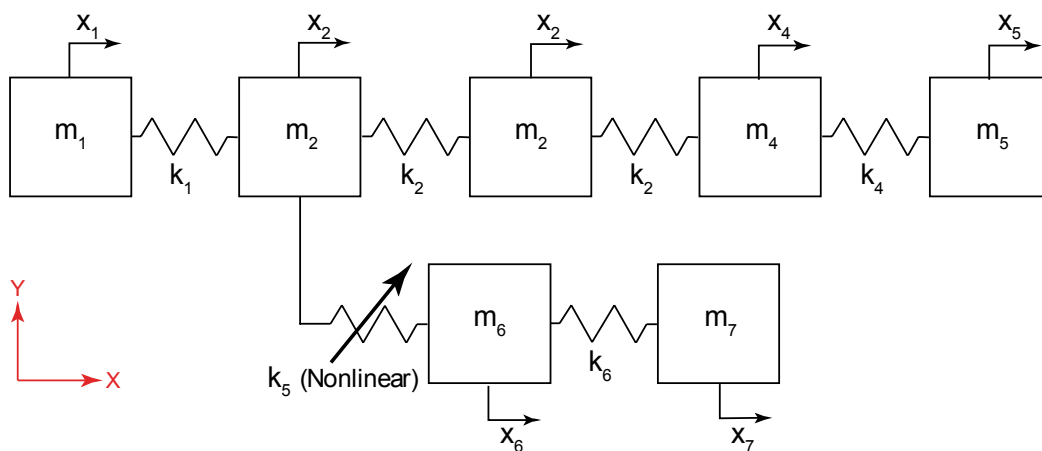 x₁ x₂ x₂ x₄ x₅
m₁ m₂ m₂ m₄ m₅
k₁ k₂ k₂ k₄
Y
m₆ m₇
X
k₅ (Nonlinear) k₆
x₆ x₇